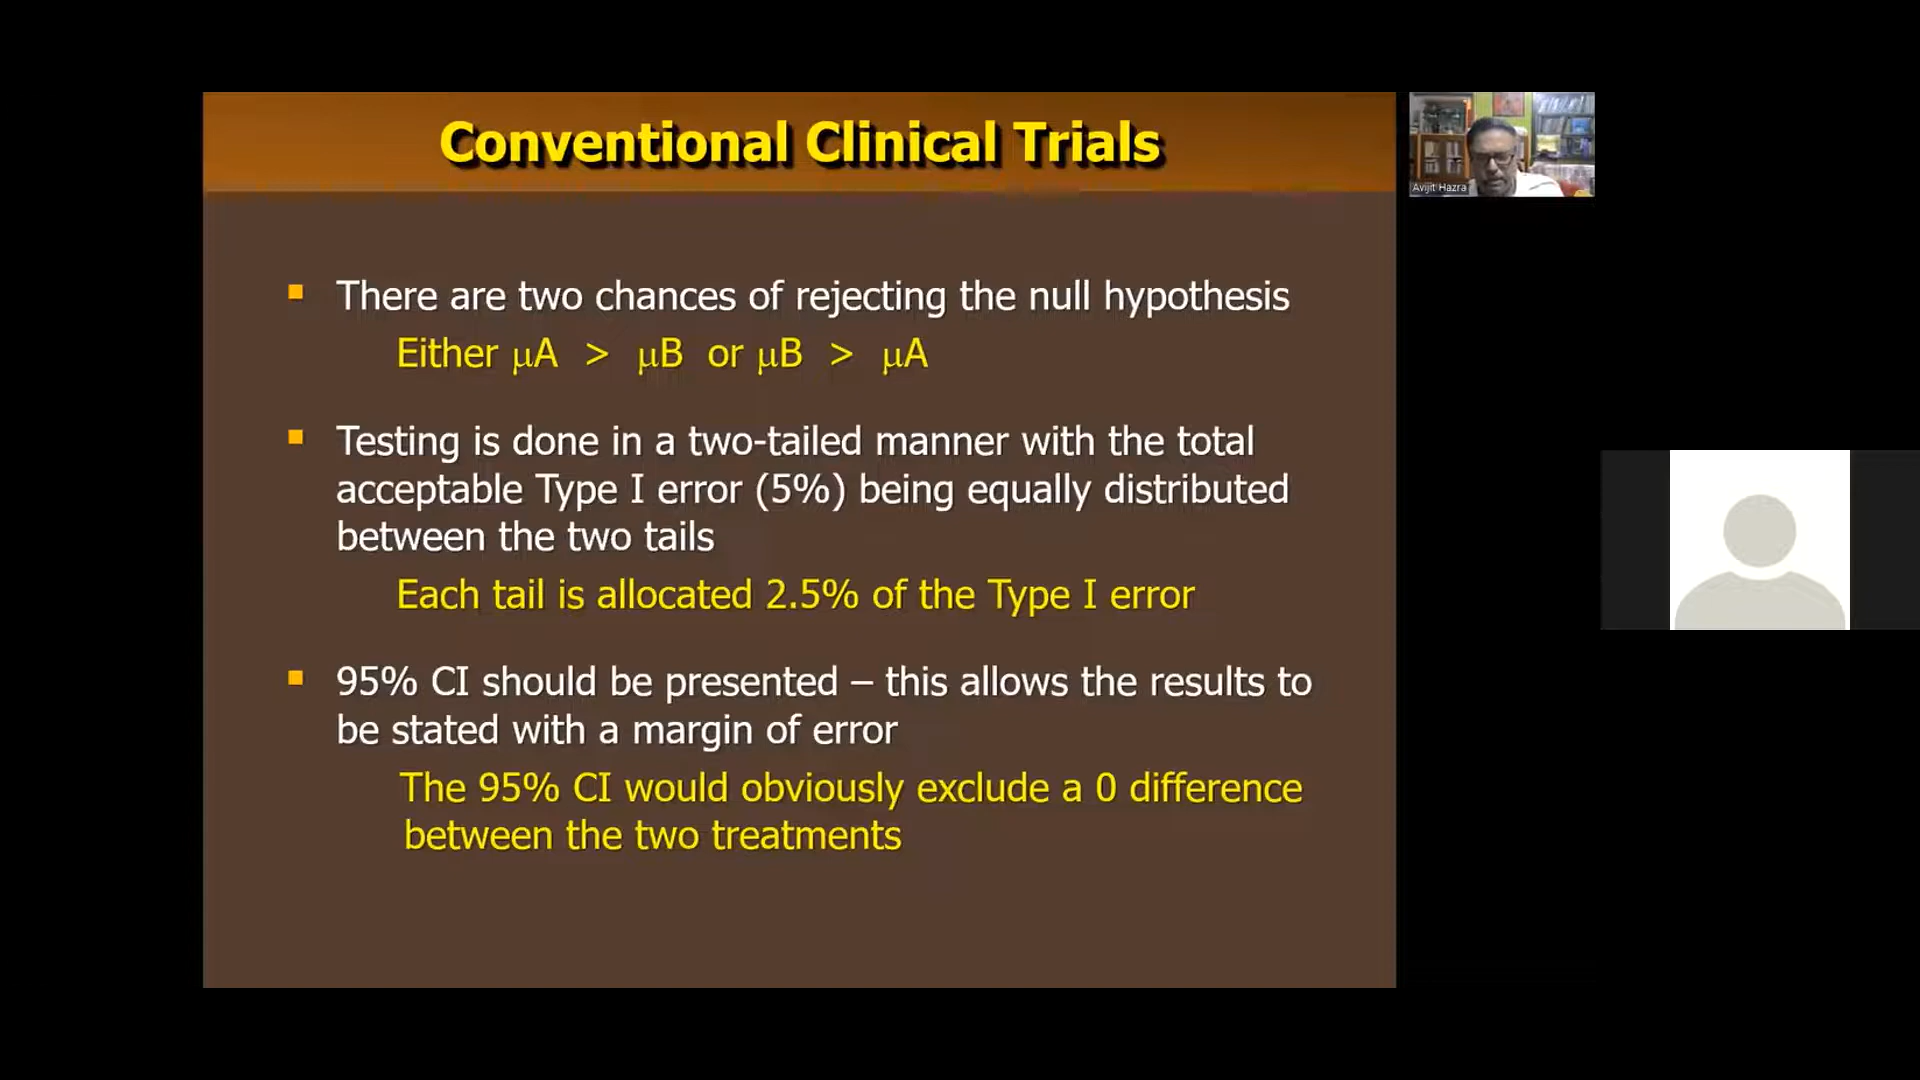 Conventional Clinical Trials
▪ There are two chances of rejecting the null hypothesis
Either μA > μB or μB > μA
▪ Testing is done in a two-tailed manner with the total
acceptable Type I error (5%) being equally distributed
between the two tails
Each tail is allocated 2.5% of the Type I error
▪ 95% CI should be presented – this allows the results to
be stated with a margin of error
The 95% CI would obviously exclude a 0 difference
between the two treatments
Avijit Hazra